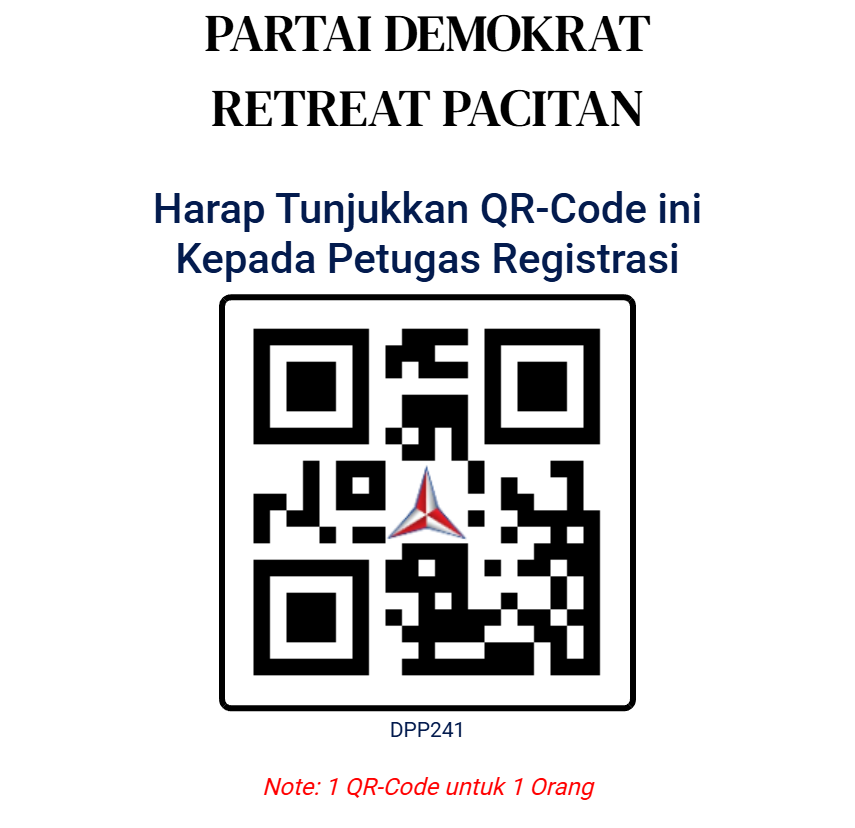 PARTAI DEMOKRAT
RETREAT PACITAN
Harap Tunjukkan QR-Code ini
Kepada Petugas Registrasi
DPP241
Note: 1 QR-Code untuk 1 Orang